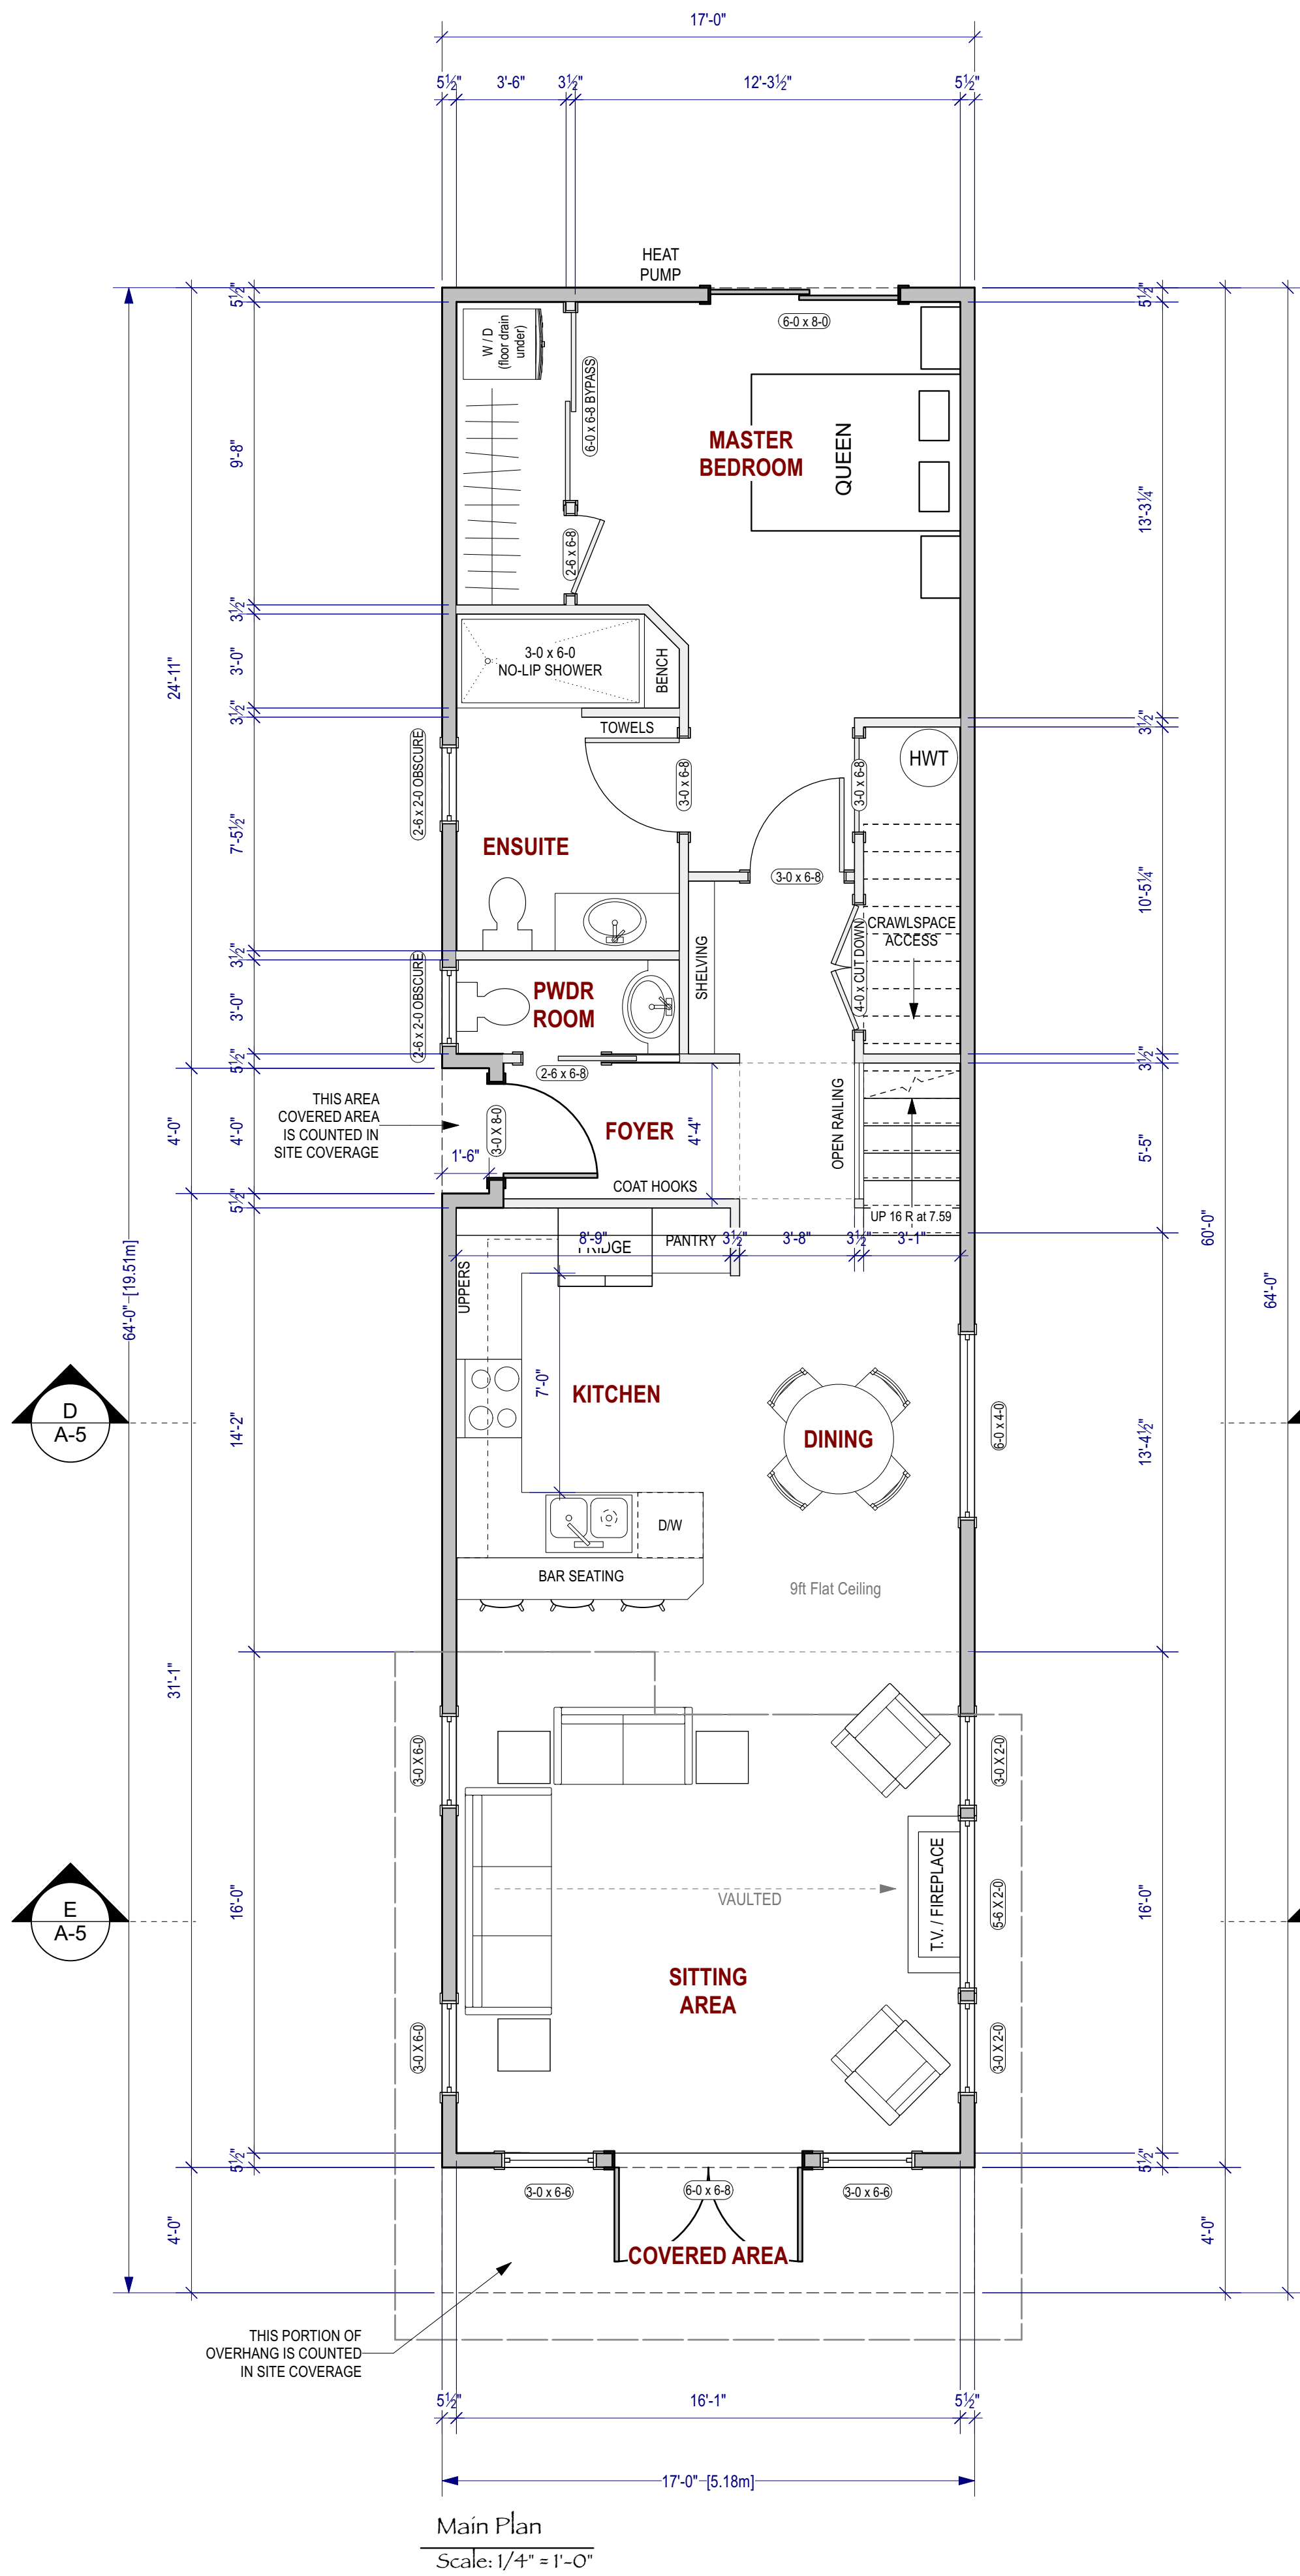 17'-0"
5½" 3'-6" 3½" 12'-3½" 5½"
HEAT
PUMP
5½"
5½"
6-0 x 8-0
W / D
(floor drain
under)
6-0 x 6-8 BYPASS
MASTER
BEDROOM
QUEEN
9'-8"
13'-3¼"
2-6 x 6-8
3½"
3'-0"
3-0 x 6-0
NO-LIP SHOWER
BENCH
24'-11"
3½"
TOWELS
3½"
HWT
2-6 x 2-0 OBSCURE
3-0 x 6-8
3-0 x 6-8
7'-5½"
ENSUITE
3-0 x 6-8
10'-5¼"
CRAWLSPACE
ACCESS
4-0 x CUT DOWN
SHELVING
3½"
2-6 x 2-0 OBSCURE
PWDR
ROOM
3'-0"
5½"
3½"
2-6 x 6-8
THIS AREA
COVERED AREA
IS COUNTED IN
SITE COVERAGE
4'-0"
4'-0"
3-0 X 8-0
FOYER
4'-4"
OPEN RAILING
5'-5"
1'-6"
COAT HOOKS
5½"
UP 16 R at 7.59
60'-0"
64'-0"
64'-0" [19.51m]
8'-9" 3½" 3'-8" 3½" 3'-1"
FRIDGE
PANTRY
UPPERS
7'-0"
KITCHEN
DINING
6-0 x 4-0
D
A-5
14'-2"
13'-4½"
D/W
BAR SEATING
9ft Flat Ceiling
31'-1"
3-0 X 6-0
3-0 X 2-0
T.V. / FIREPLACE
VAULTED
5-6 X 2-0
E
A-5
16'-0"
16'-0"
SITTING
AREA
3-0 X 6-0
3-0 X 2-0
5½"
5½"
3-0 x 6-6
6-0 x 6-8
3-0 x 6-6
4'-0"
4'-0"
COVERED AREA
THIS PORTION OF
OVERHANG IS COUNTED
IN SITE COVERAGE
5½" 16'-1" 5½"
17'-0" [5.18m]
Main Plan
Scale: 1/4" = 1'-0"